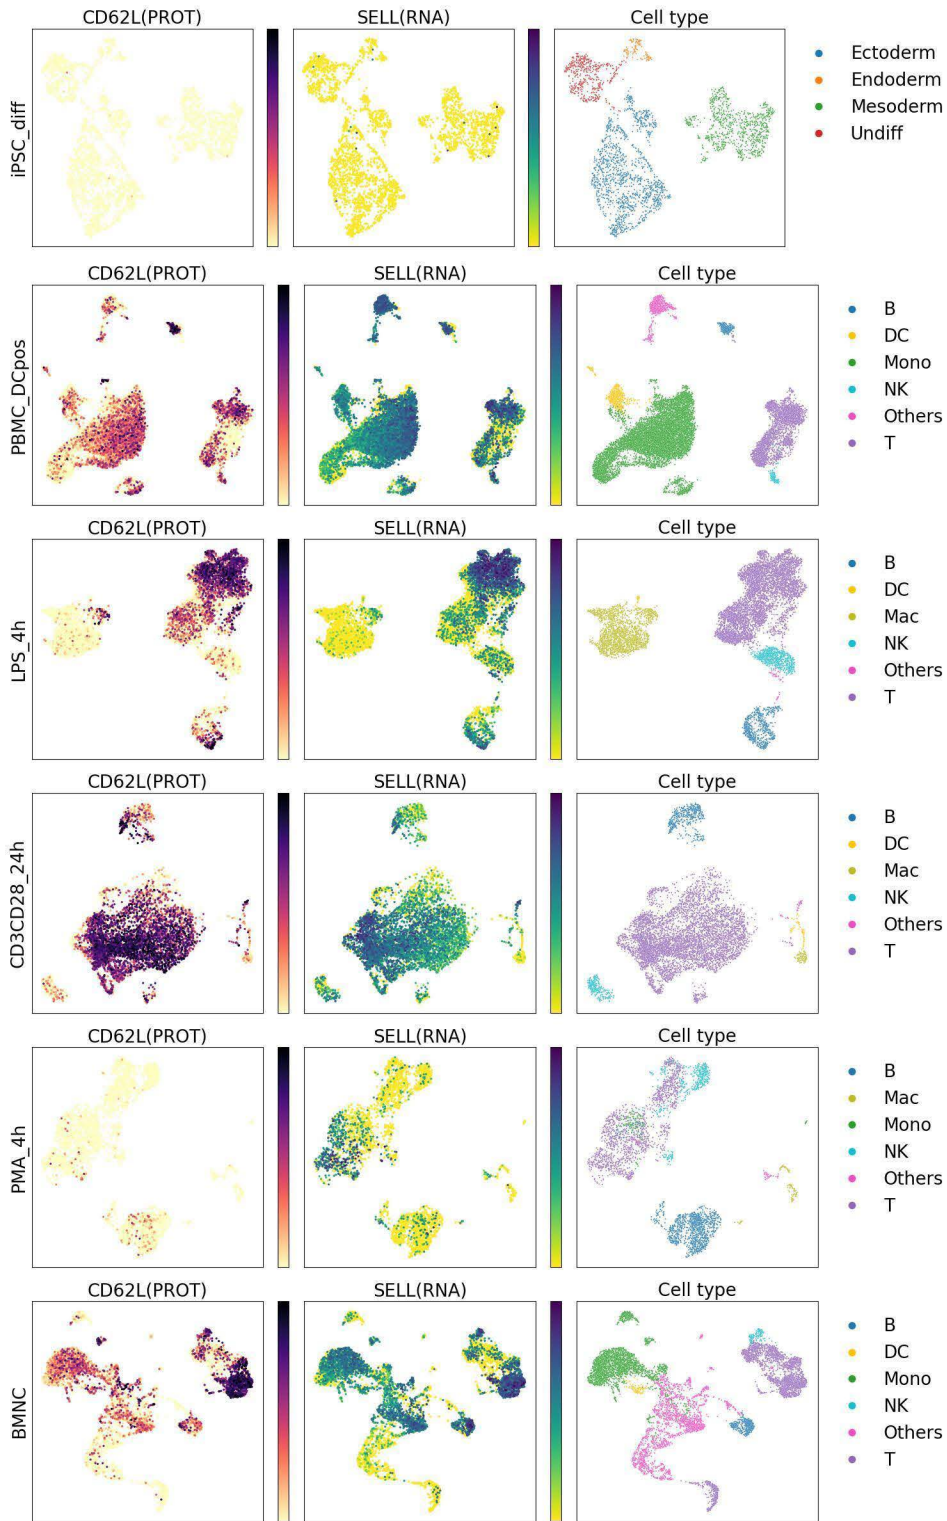 CD62L(PROT) SELL(RNA) Cell type
iPSC_diff
Ectoderm
Endoderm
Mesoderm
Undiff
CD62L(PROT) SELL(RNA) Cell type
PBMC_DCpos
B
DC
Mono
NK
Others
T
CD62L(PROT) SELL(RNA) Cell type
LPS_4h
B
DC
Mac
NK
Others
T
CD62L(PROT) SELL(RNA) Cell type
CD3CD28_24h
B
DC
Mac
NK
Others
T
CD62L(PROT) SELL(RNA) Cell type
PMA_4h
B
Mac
Mono
NK
Others
T
CD62L(PROT) SELL(RNA) Cell type
BMNC
B
DC
Mono
NK
Others
T